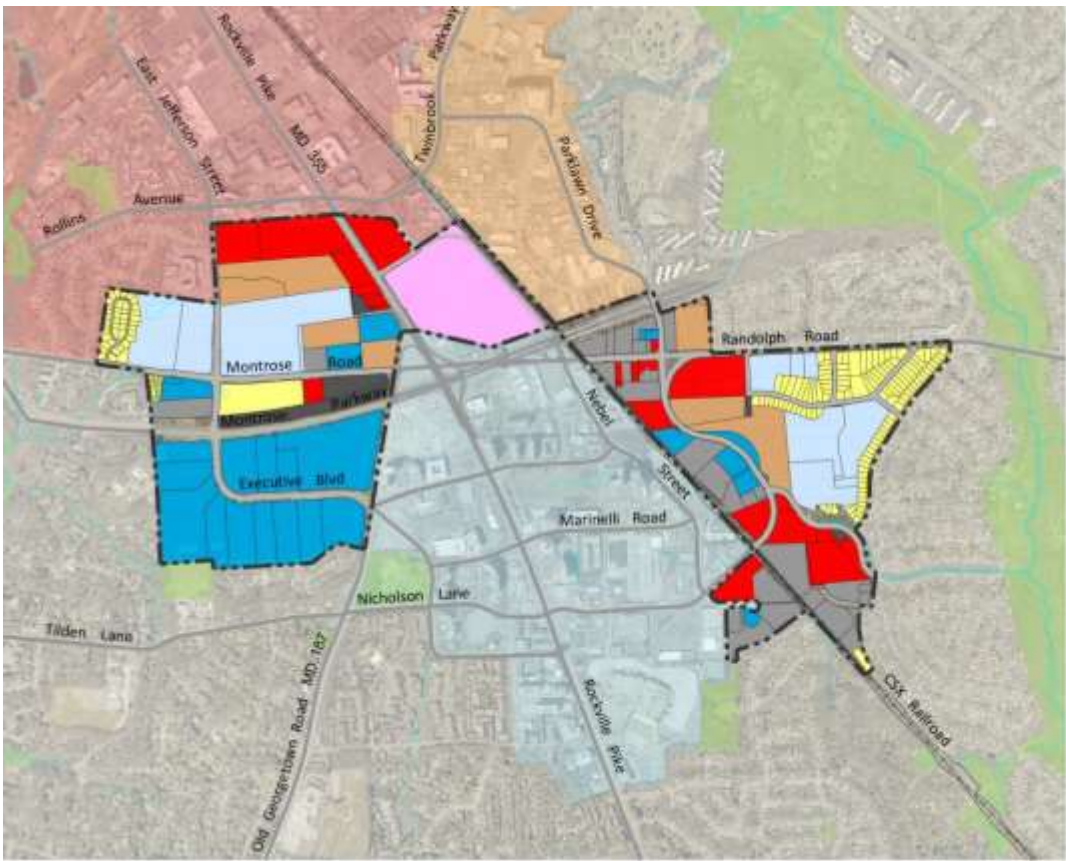 Rockville Pike MD 355
East Jefferson Street
Twinbrook Parkway
Parklawn Drive
Rollins Avenue
Randolph Road
Montrose Road
Montrose Parkway
Nebel Street
Executive Blvd
Marinelli Road
Nicholson Lane
Tilden Lane
Old Georgetown Road MD 187
Rockville Pike
CSX Railroad